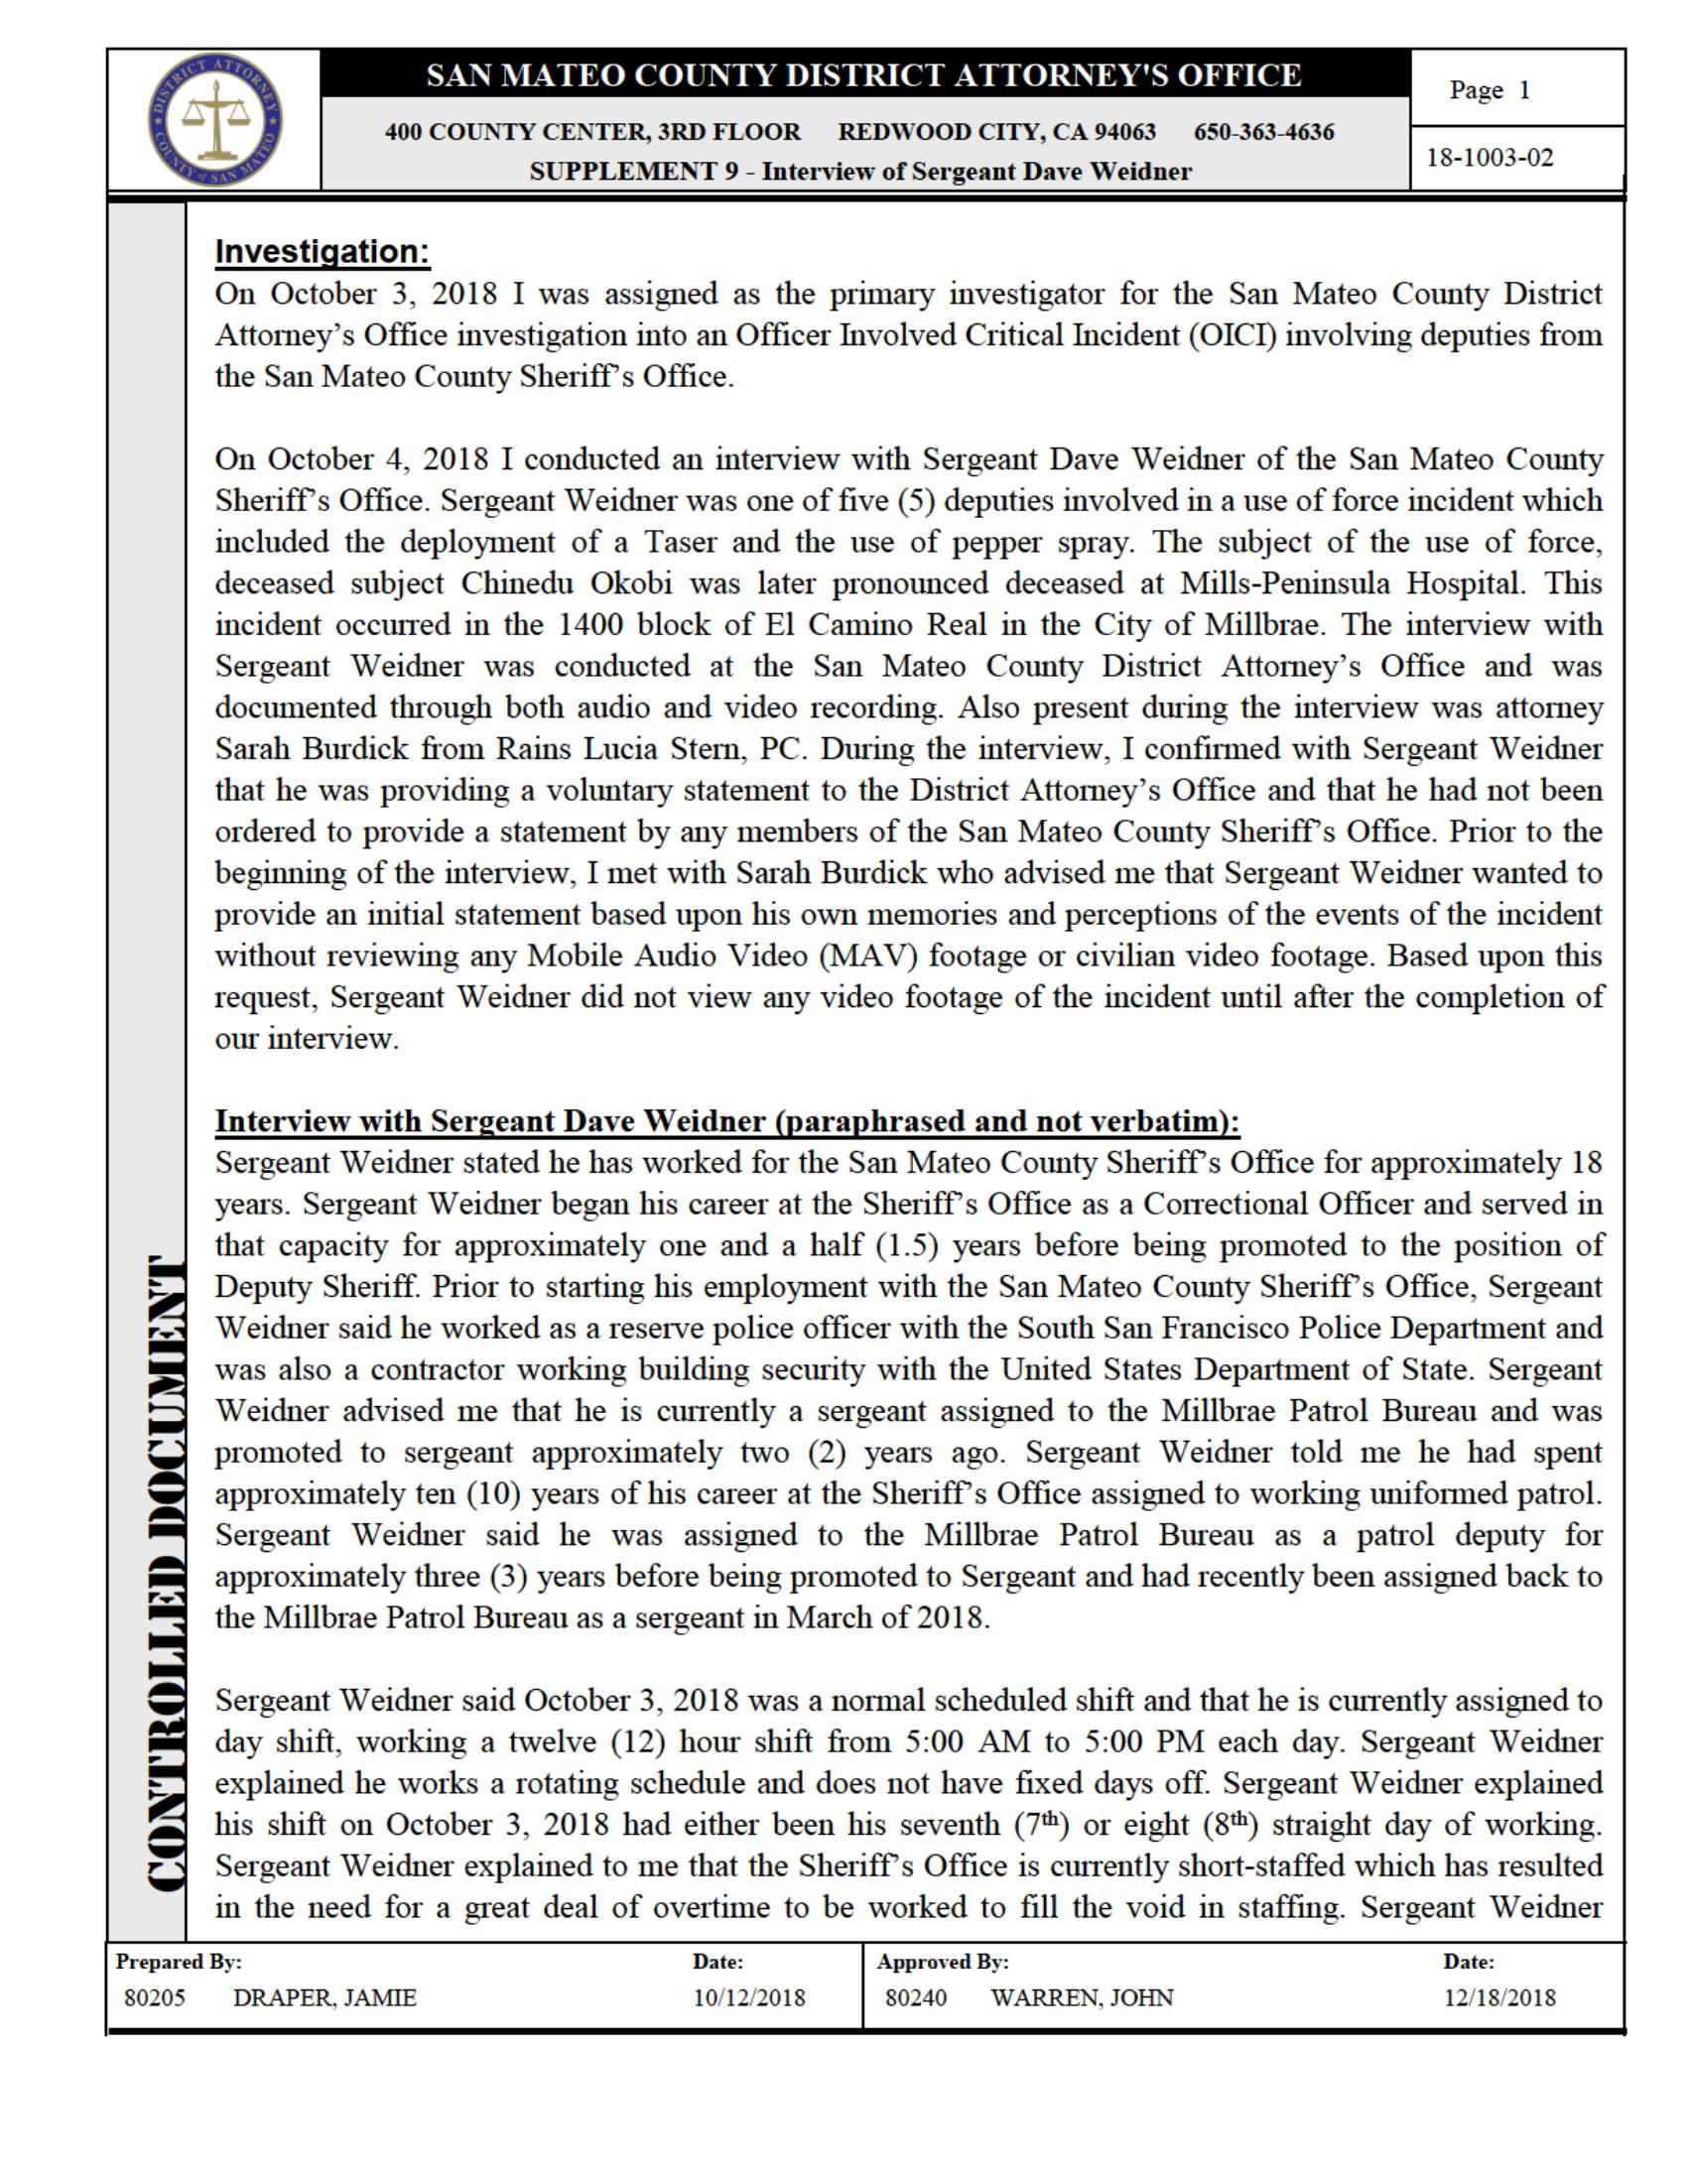 DISTRICT ATTORNEY
COUNTY of SAN MATEO
SAN MATEO COUNTY DISTRICT ATTORNEY'S OFFICE
400 COUNTY CENTER, 3RD FLOOR REDWOOD CITY, CA 94063 650-363-4636
SUPPLEMENT 9 - Interview of Sergeant Dave Weidner
Page 1
18-1003-02
Investigation:
On October 3, 2018 I was assigned as the primary investigator for the San Mateo County District
Attorney's Office investigation into an Officer Involved Critical Incident (OICI) involving deputies from
the San Mateo County Sheriff's Office.
On October 4, 2018 I conducted an interview with Sergeant Dave Weidner of the San Mateo County
Sheriff's Office. Sergeant Weidner was one of five (5) deputies involved in a use of force incident which
included the deployment of a Taser and the use of pepper spray. The subject of the use of force,
deceased subject Chinedu Okobi was later pronounced deceased at Mills-Peninsula Hospital. This
incident occurred in the 1400 block of El Camino Real in the City of Millbrae. The interview with
Sergeant Weidner was conducted at the San Mateo County District Attorney's Office and was
documented through both audio and video recording. Also present during the interview was attorney
Sarah Burdick from Rains Lucia Stern, PC. During the interview, I confirmed with Sergeant Weidner
that he was providing a voluntary statement to the District Attorney's Office and that he had not been
ordered to provide a statement by any members of the San Mateo County Sheriff's Office. Prior to the
beginning of the interview, I met with Sarah Burdick who advised me that Sergeant Weidner wanted to
provide an initial statement based upon his own memories and perceptions of the events of the incident
without reviewing any Mobile Audio Video (MAV) footage or civilian video footage. Based upon this
request, Sergeant Weidner did not view any video footage of the incident until after the completion of
our interview.
Interview with Sergeant Dave Weidner (paraphrased and not verbatim):
Sergeant Weidner stated he has worked for the San Mateo County Sheriff's Office for approximately 18
years. Sergeant Weidner began his career at the Sheriff's Office as a Correctional Officer and served in
that capacity for approximately one and a half (1.5) years before being promoted to the position of
Deputy Sheriff. Prior to starting his employment with the San Mateo County Sheriff's Office, Sergeant
Weidner said he worked as a reserve police officer with the South San Francisco Police Department and
was also a contractor working building security with the United States Department of State. Sergeant
Weidner advised me that he is currently a sergeant assigned to the Millbrae Patrol Bureau and was
promoted to sergeant approximately two (2) years ago. Sergeant Weidner told me he had spent
approximately ten (10) years of his career at the Sheriff's Office assigned to working uniformed patrol.
Sergeant Weidner said he was assigned to the Millbrae Patrol Bureau as a patrol deputy for
approximately three (3) years before being promoted to Sergeant and had recently been assigned back to
the Millbrae Patrol Bureau as a sergeant in March of 2018.
Sergeant Weidner said October 3, 2018 was a normal scheduled shift and that he is currently assigned to
day shift, working a twelve (12) hour shift from 5:00 AM to 5:00 PM each day. Sergeant Weidner
explained he works a rotating schedule and does not have fixed days off. Sergeant Weidner explained
his shift on October 3, 2018 had either been his seventh (7th) or eight (8th) straight day of working.
Sergeant Weidner explained to me that the Sheriff's Office is currently short-staffed which has resulted
in the need for a great deal of overtime to be worked to fill the void in staffing. Sergeant Weidner
CONTROLLED DOCUMENT
Prepared By: Date: Approved By: Date:
80205 DRAPER, JAMIE 10/12/2018 80240 WARREN, JOHN 12/18/2018